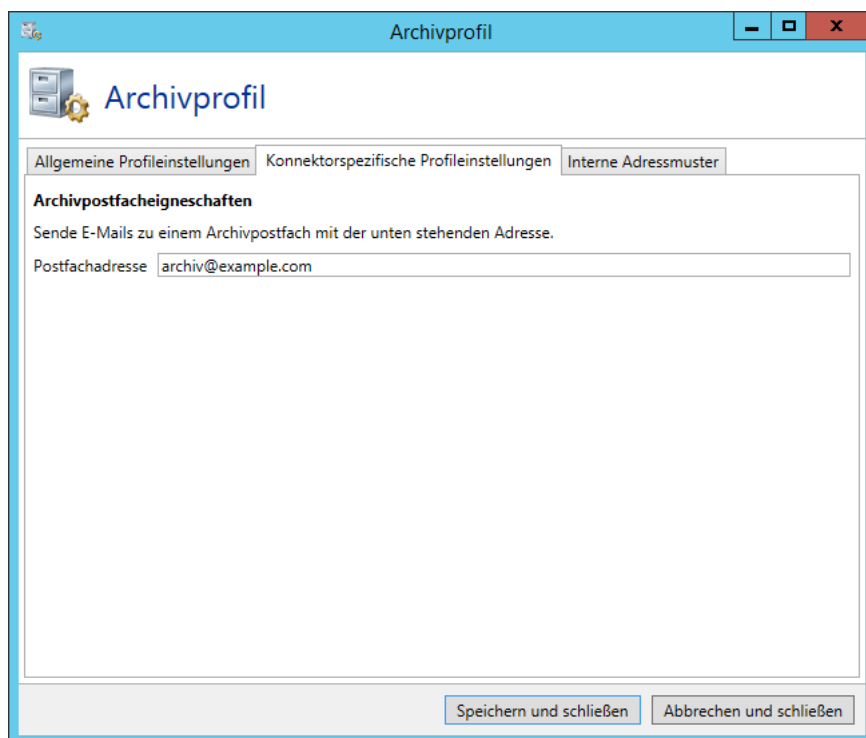 Archivprofil
Archivprofil
Allgemeine Profileinstellungen Konnektorspezifische Profileinstellungen Interne Adressmuster
Archivpostfacheigneschaften
Sende E-Mails zu einem Archivpostfach mit der unten stehenden Adresse.
Postfachadresse archiv@example.com
Speichern und schließen Abbrechen und schließen